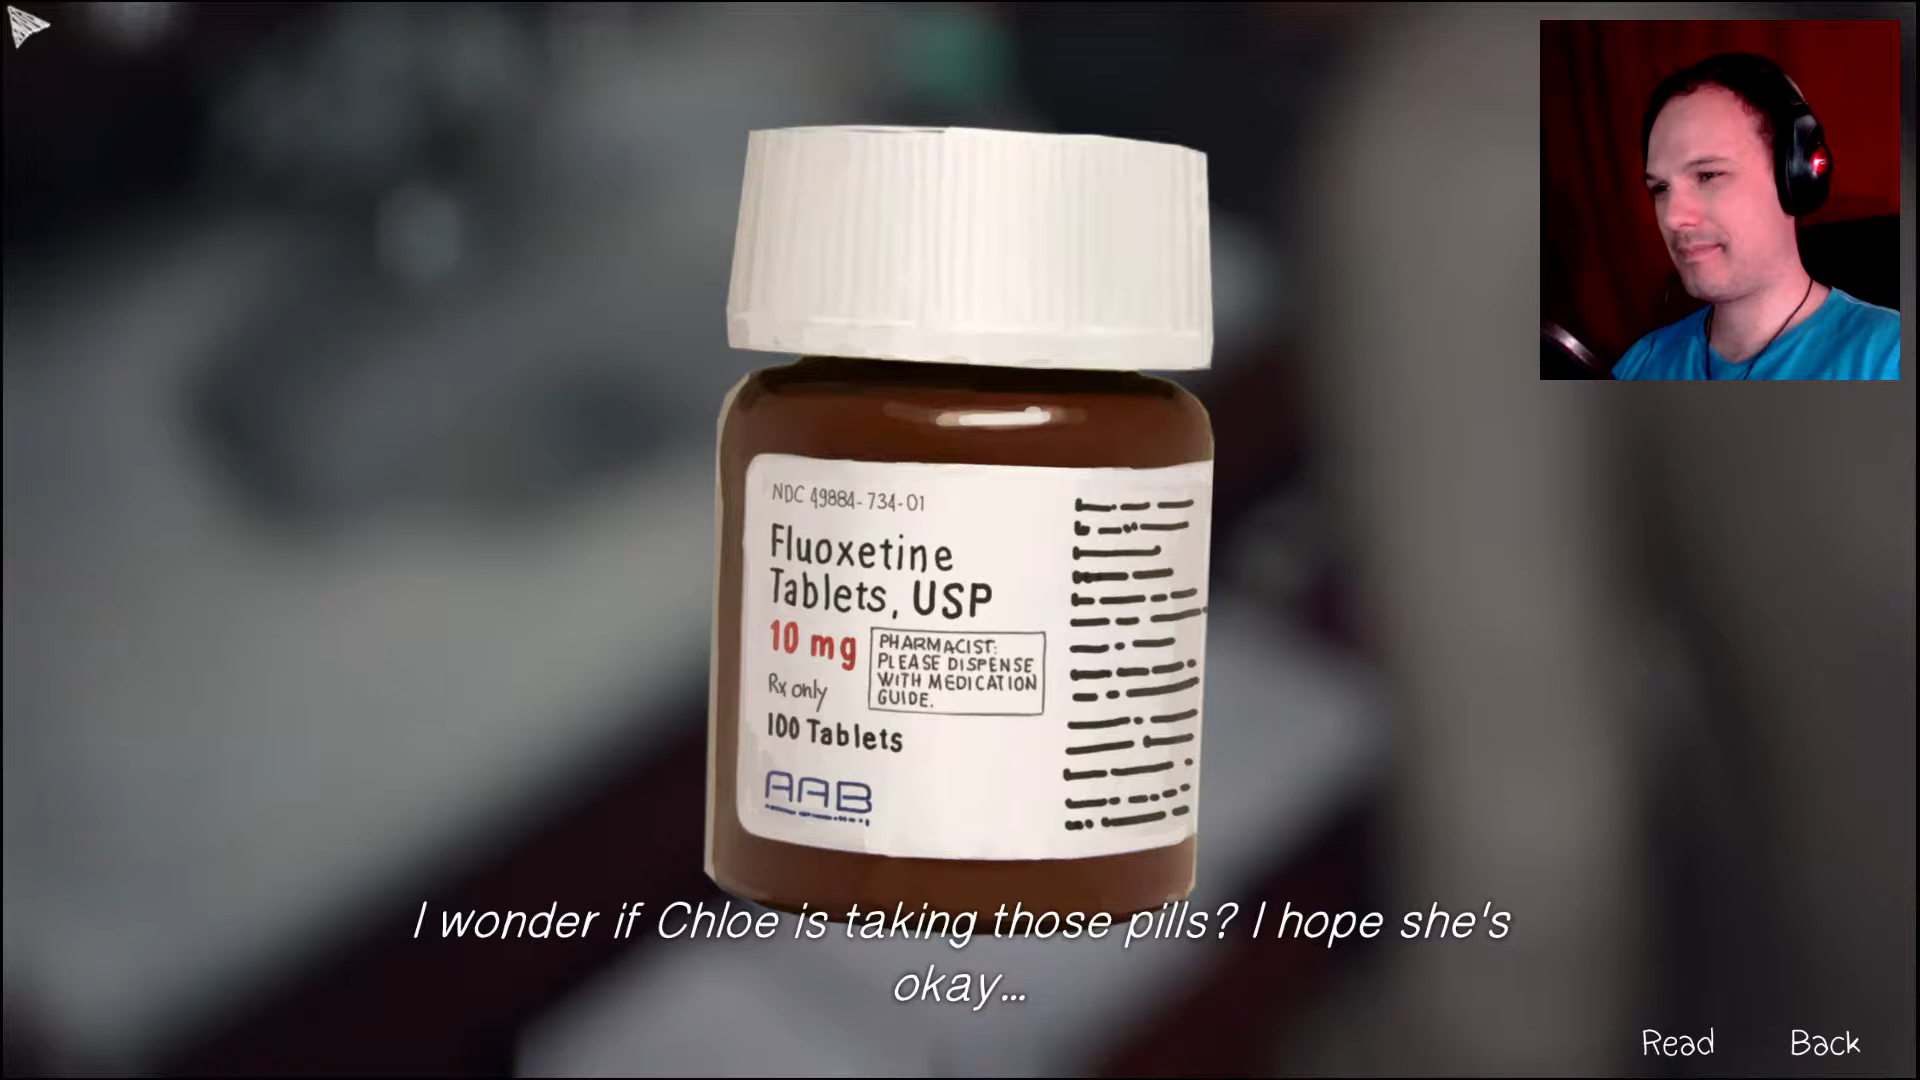 NDC 49884-734-01
Fluoxetine
Tablets, USP
10 mg
PHARMACIST:
PLEASE DISPENSE
WITH MEDICATION
GUIDE.
Rx only
100 Tablets
AAB
I wonder if Chloe is taking those pills? I hope she's
okay...
Read Back